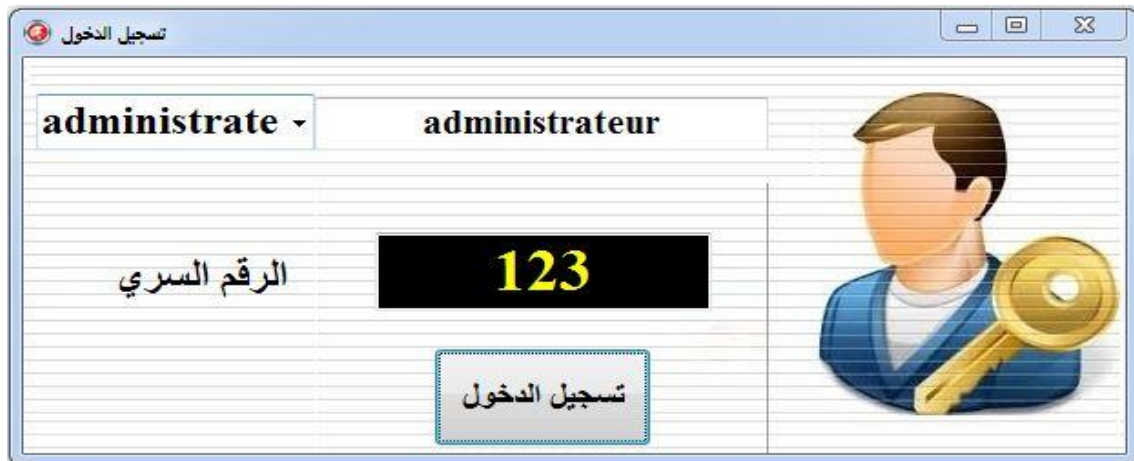 تسجيل الدخول
administrate
administrateur
الرقم السري
123
تسجيل الدخول